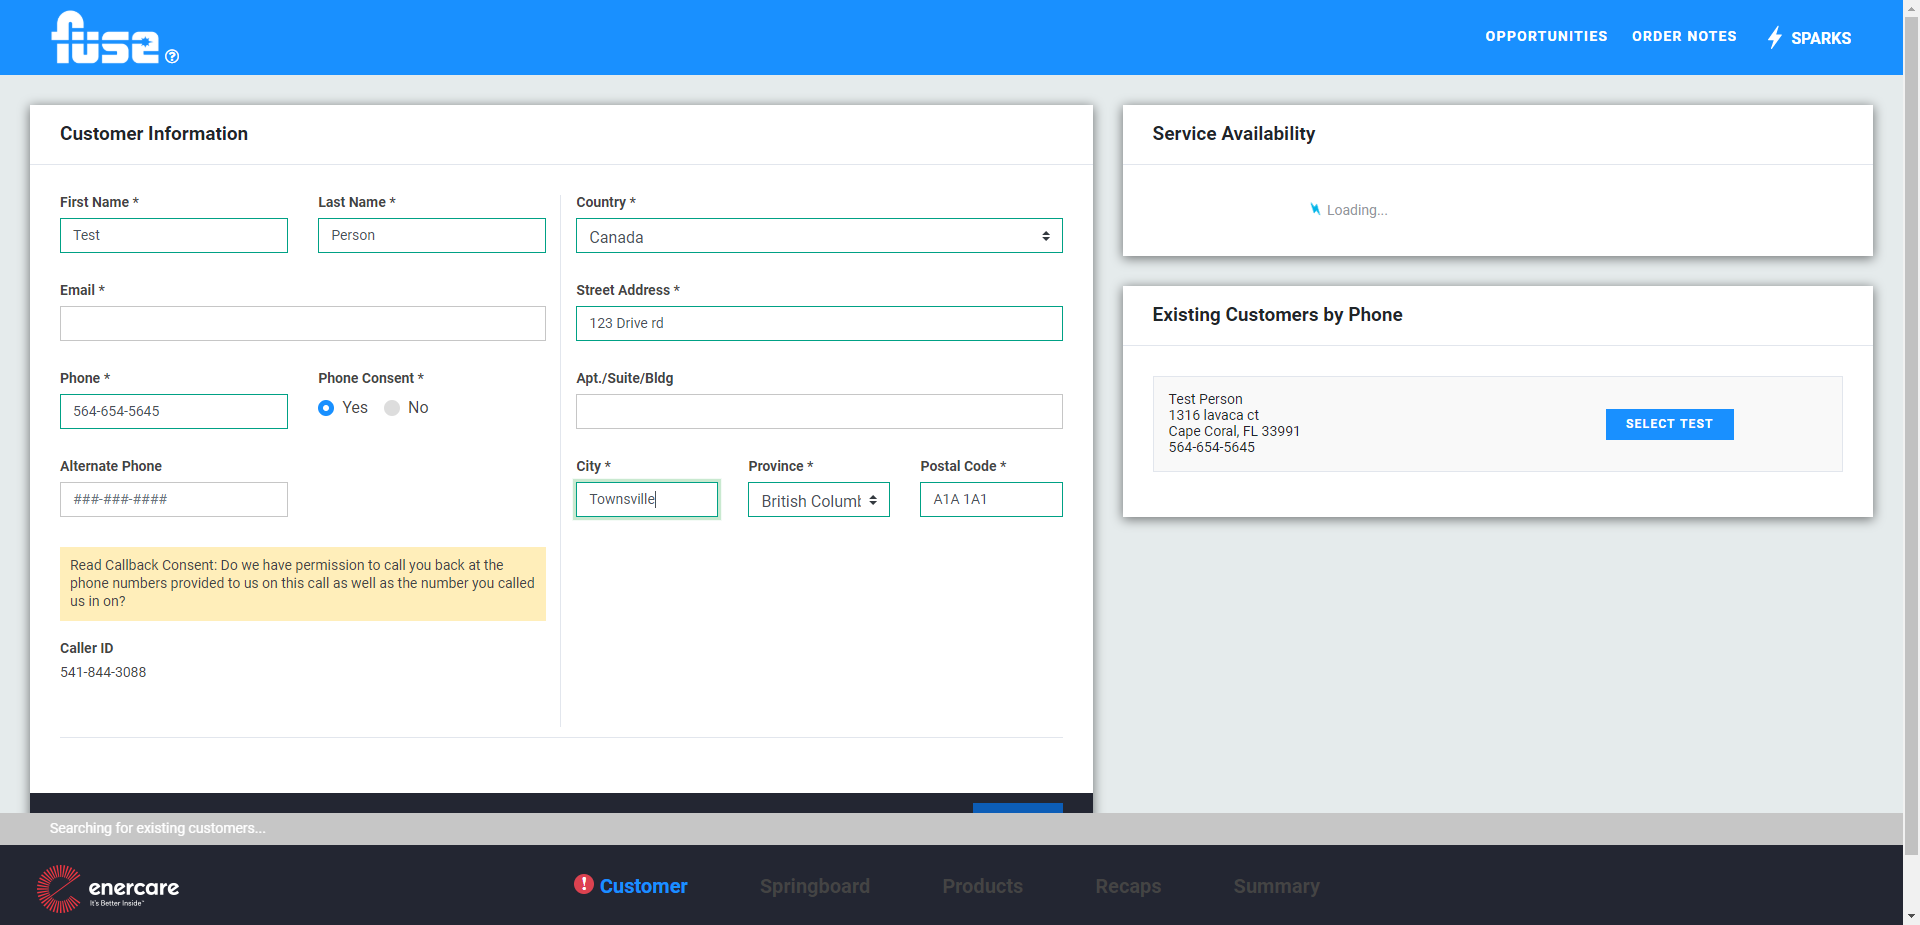 fuse
OPPORTUNITIES
ORDER NOTES
SPARKS
Customer Information
First Name *
Test
Last Name *
Person
Email *
Phone *
564-654-5645
Phone Consent *
Yes
No
Alternate Phone
###-###-####
Read Callback Consent: Do we have permission to call you back at the
phone numbers provided to us on this call as well as the number you called
us in on?
Caller ID
541-844-3088
Country *
Canada
Street Address *
123 Drive rd
Apt./Suite/Bldg
City *
Townsville
Province *
British Columb
Postal Code *
A1A 1A1
Service Availability
Loading...
Existing Customers by Phone
Test Person
1316 lavaca ct
Cape Coral, FL 33991
564-654-5645
SELECT TEST
Searching for existing customers...
enercare
It's Better Inside™
Customer
Springboard
Products
Recaps
Summary